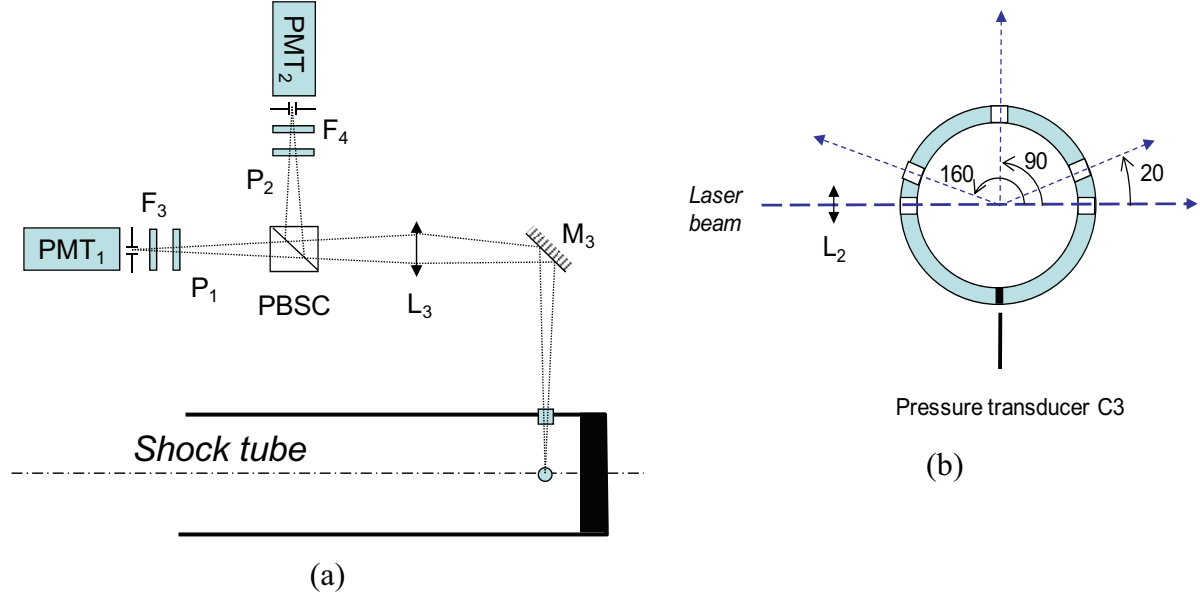 PMT₂
F₄
P₂
F₃
PMT₁
P₁
PBSC
L₃
M₃
Shock tube
(a)
160
90
20
Laser
beam
L₂
Pressure transducer C3
(b)